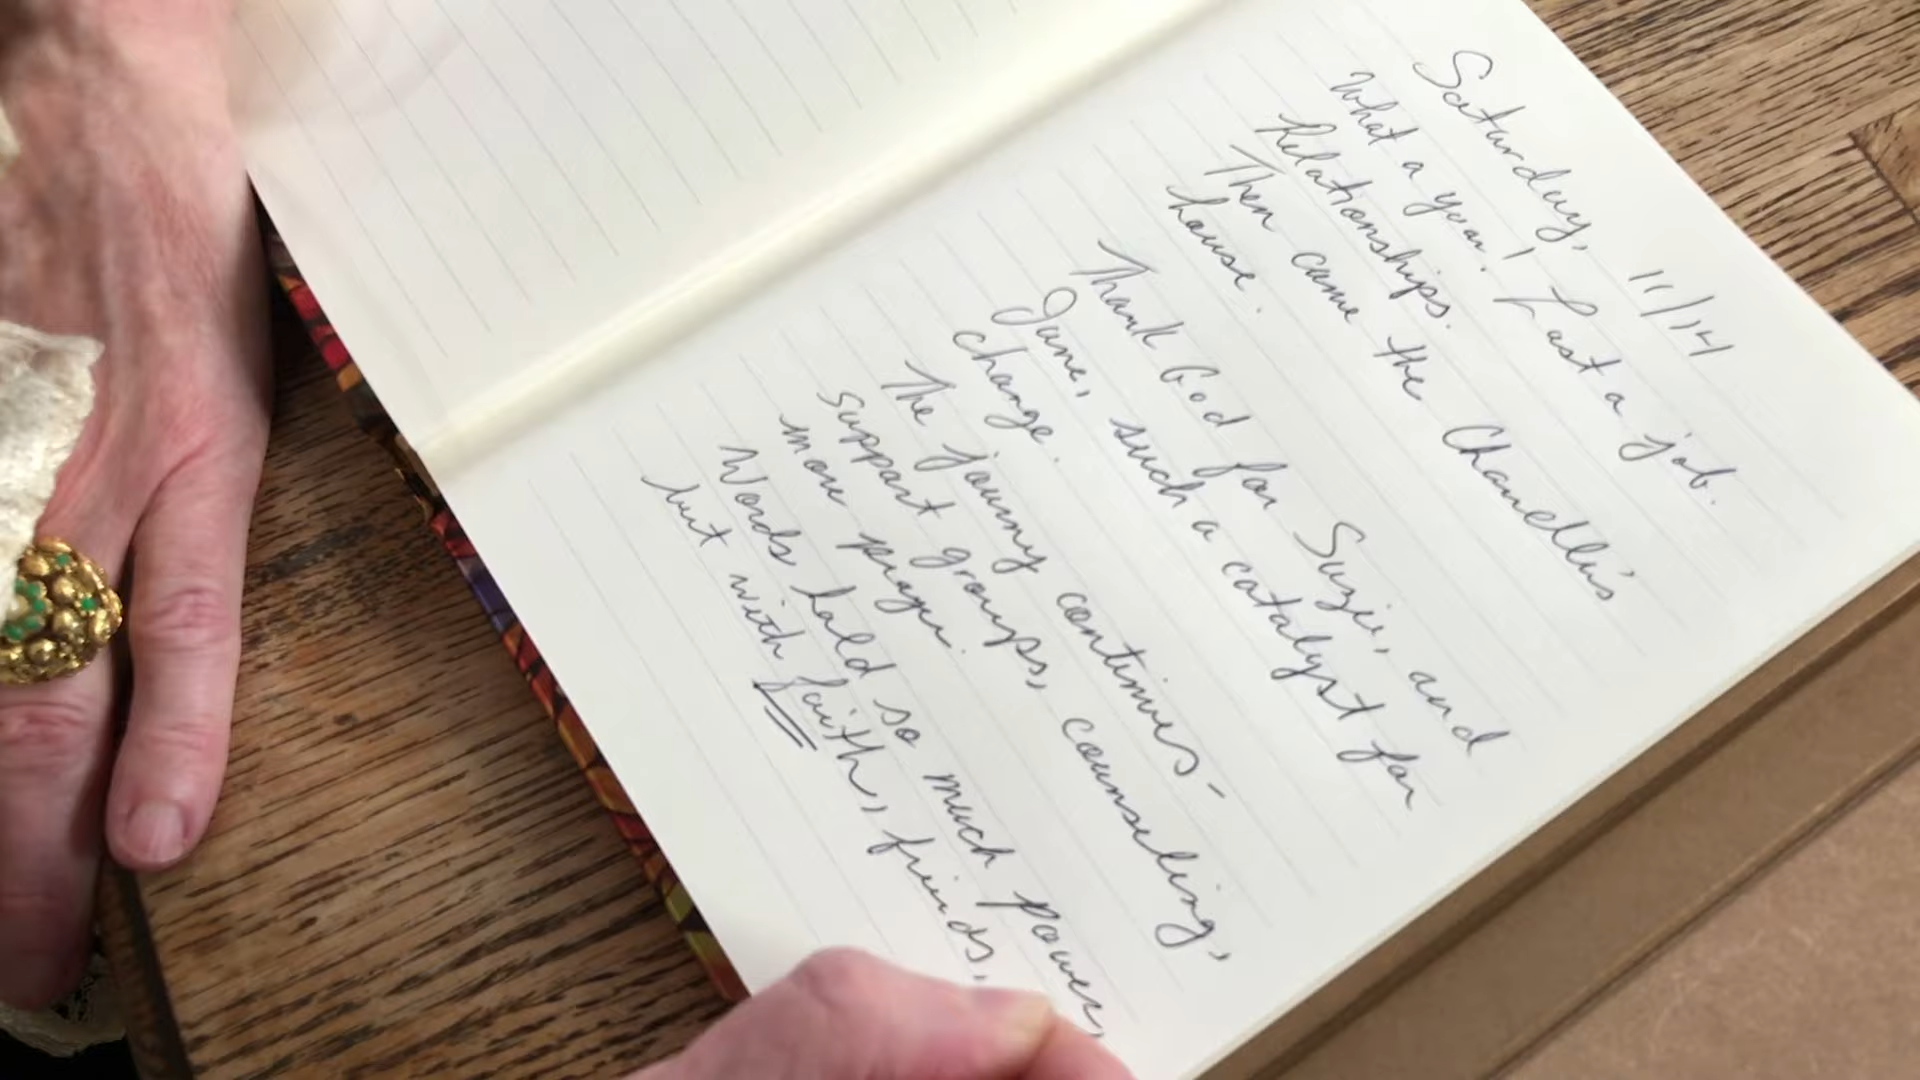 Saturday, 11/14
What a year! Lost a job.
Relationships.
Then came the Chandler's
house.
Thank God for Suzie, and
Jane, such a catalyst for
change.
The journey continues -
support groups, counseling,
more prayer.
Words hold so much power,
but with faith, friends,